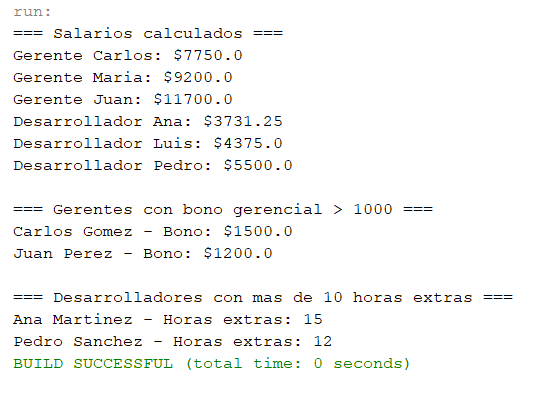 run:
=== Salarios calculados ===
Gerente Carlos: $7750.0
Gerente Maria: $9200.0
Gerente Juan: $11700.0
Desarrollador Ana: $3731.25
Desarrollador Luis: $4375.0
Desarrollador Pedro: $5500.0
=== Gerentes con bono gerencial > 1000 ===
Carlos Gomez - Bono: $1500.0
Juan Perez - Bono: $1200.0
=== Desarrolladores con mas de 10 horas extras ===
Ana Martinez - Horas extras: 15
Pedro Sanchez - Horas extras: 12
BUILD SUCCESSFUL (total time: 0 seconds)